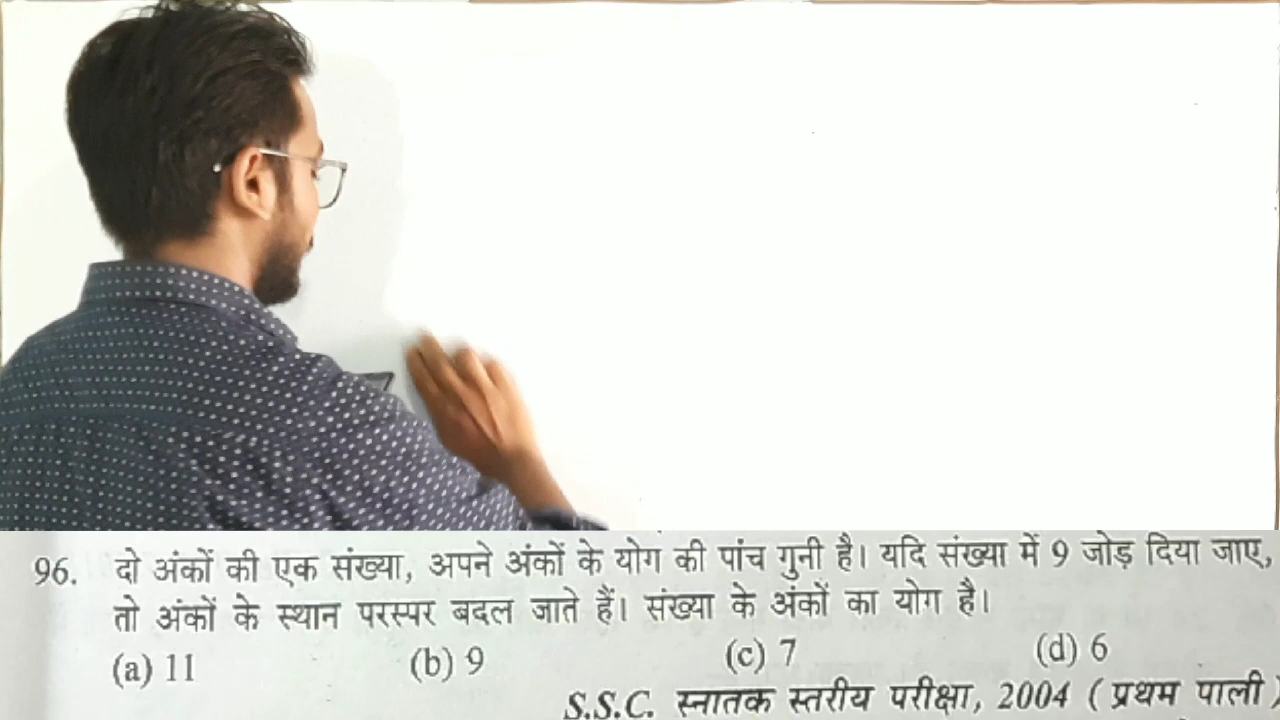 96. दो अंकों की एक संख्या, अपने अंकों के योग की पांच गुनी है। यदि संख्या में 9 जोड़ दिया जाए,
तो अंकों के स्थान परस्पर बदल जाते हैं। संख्या के अंकों का योग है।
(a) 11 (b) 9 (c) 7 (d) 6
S.S.C. स्नातक स्तरीय परीक्षा, 2004 ( प्रथम पाली )